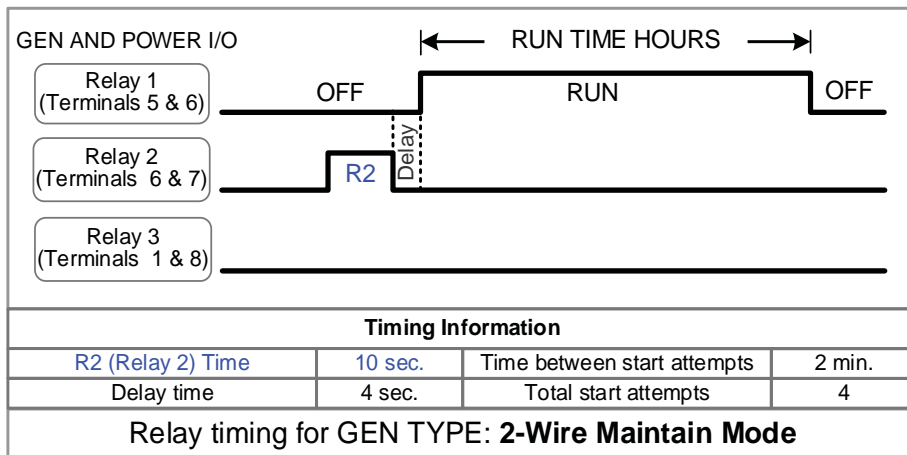 GEN AND POWER I/O
RUN TIME HOURS
Relay 1
(Terminals 5 & 6)
OFF
RUN
OFF
Delay
Relay 2
(Terminals 6 & 7)
R2
Relay 3
(Terminals 1 & 8)
Timing Information
R2 (Relay 2) Time 10 sec. Time between start attempts 2 min.
Delay time 4 sec. Total start attempts 4
Relay timing for GEN TYPE: 2-Wire Maintain Mode